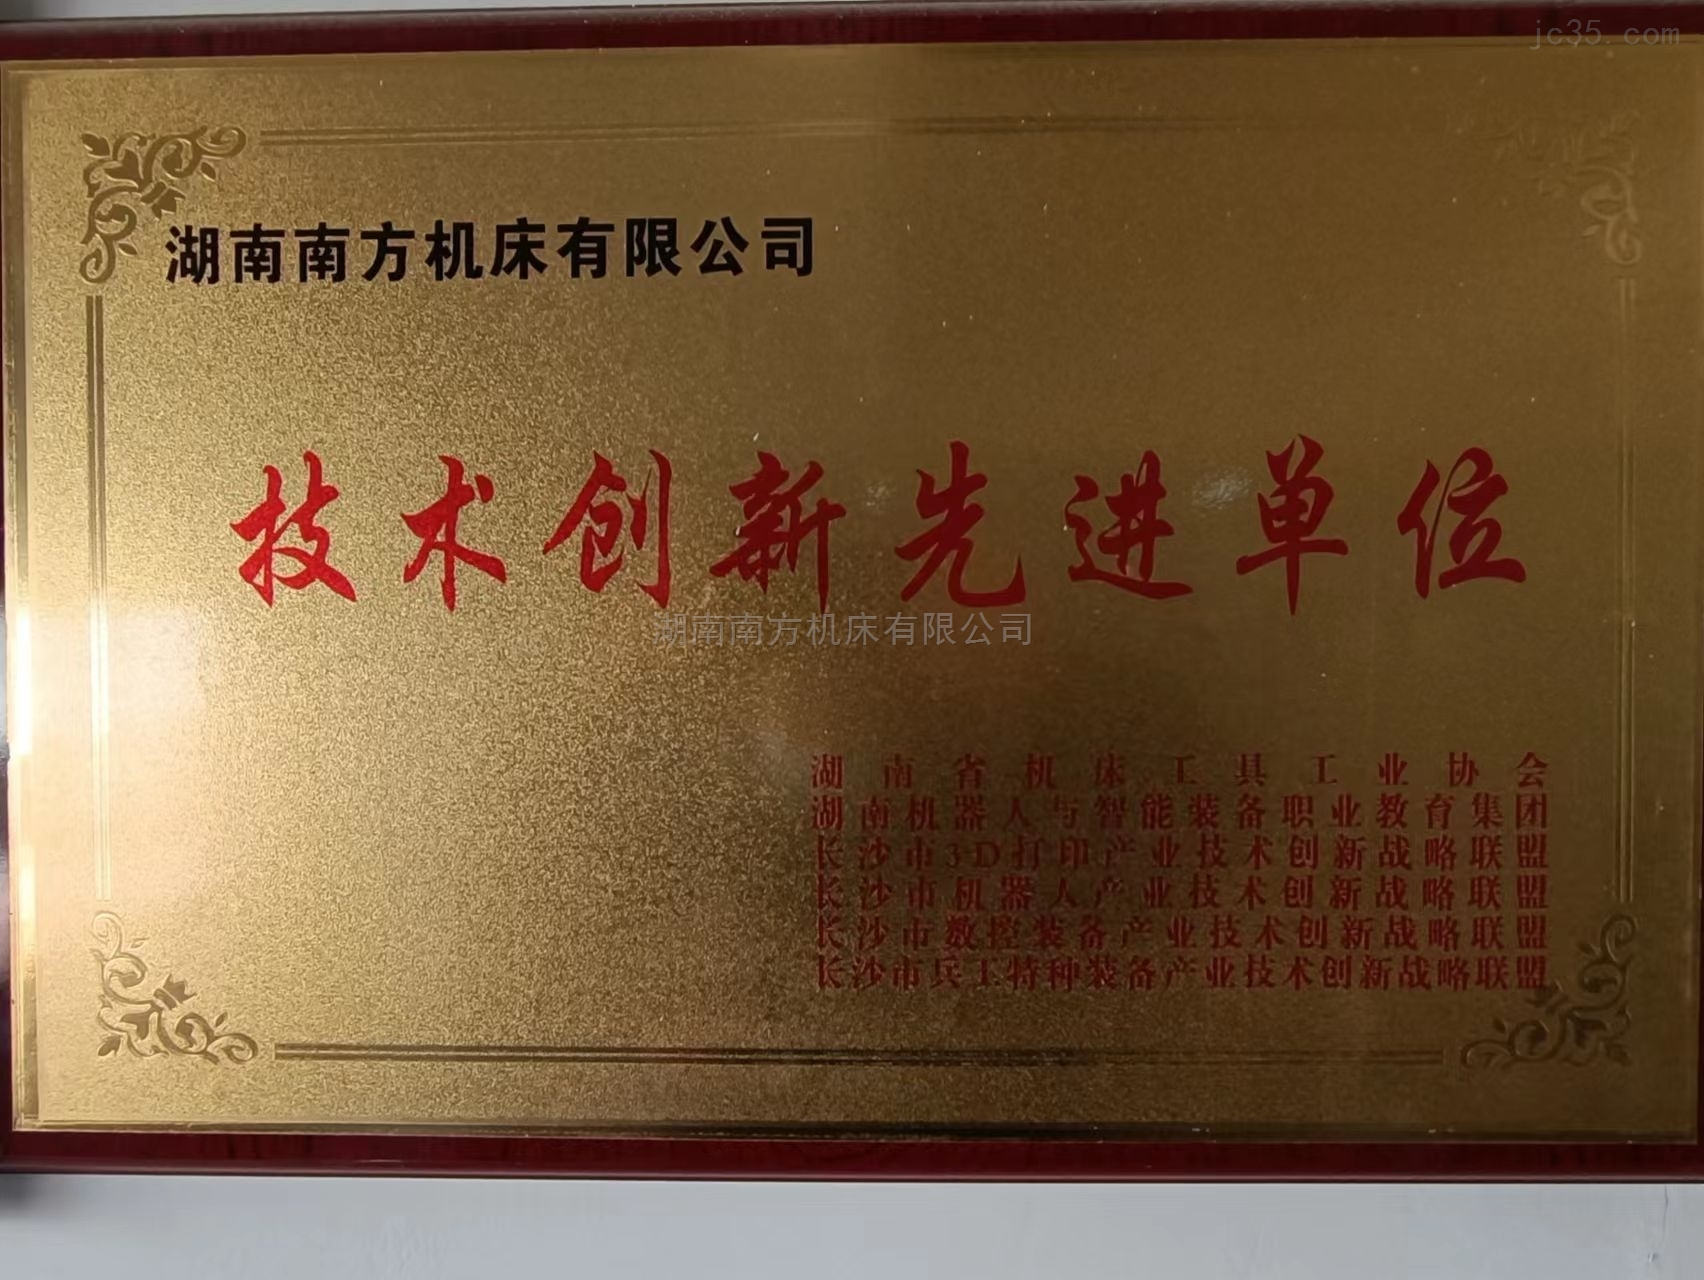 jc35.com
湖南南方机床有限公司
技术创新先进单位
湖南南方机床有限公司
湖南省机床工具工业协会
湖南机器人与智能装备职业教育集团
长沙市3D打印产业技术创新战略联盟
长沙市机器人产业技术创新战略联盟
长沙市数控装备产业技术创新战略联盟
长沙市兵工特种装备产业技术创新战略联盟